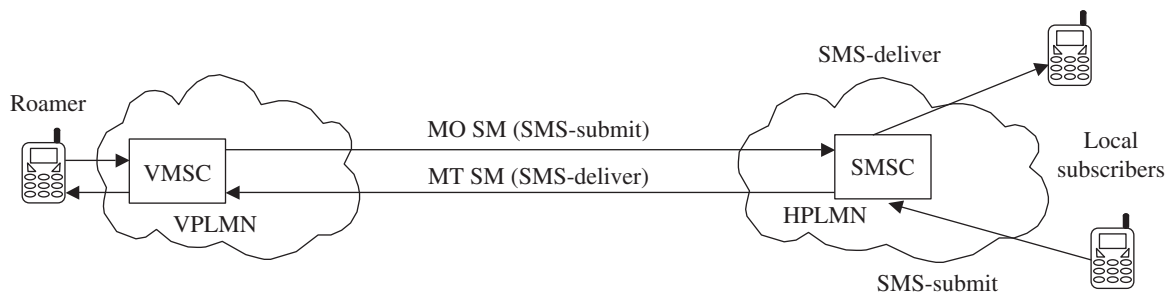 SMS-deliver
Roamer
MO SM (SMS-submit)
Local
subscribers
VMSC
SMSC
MT SM (SMS-deliver)
VPLMN
HPLMN
SMS-submit